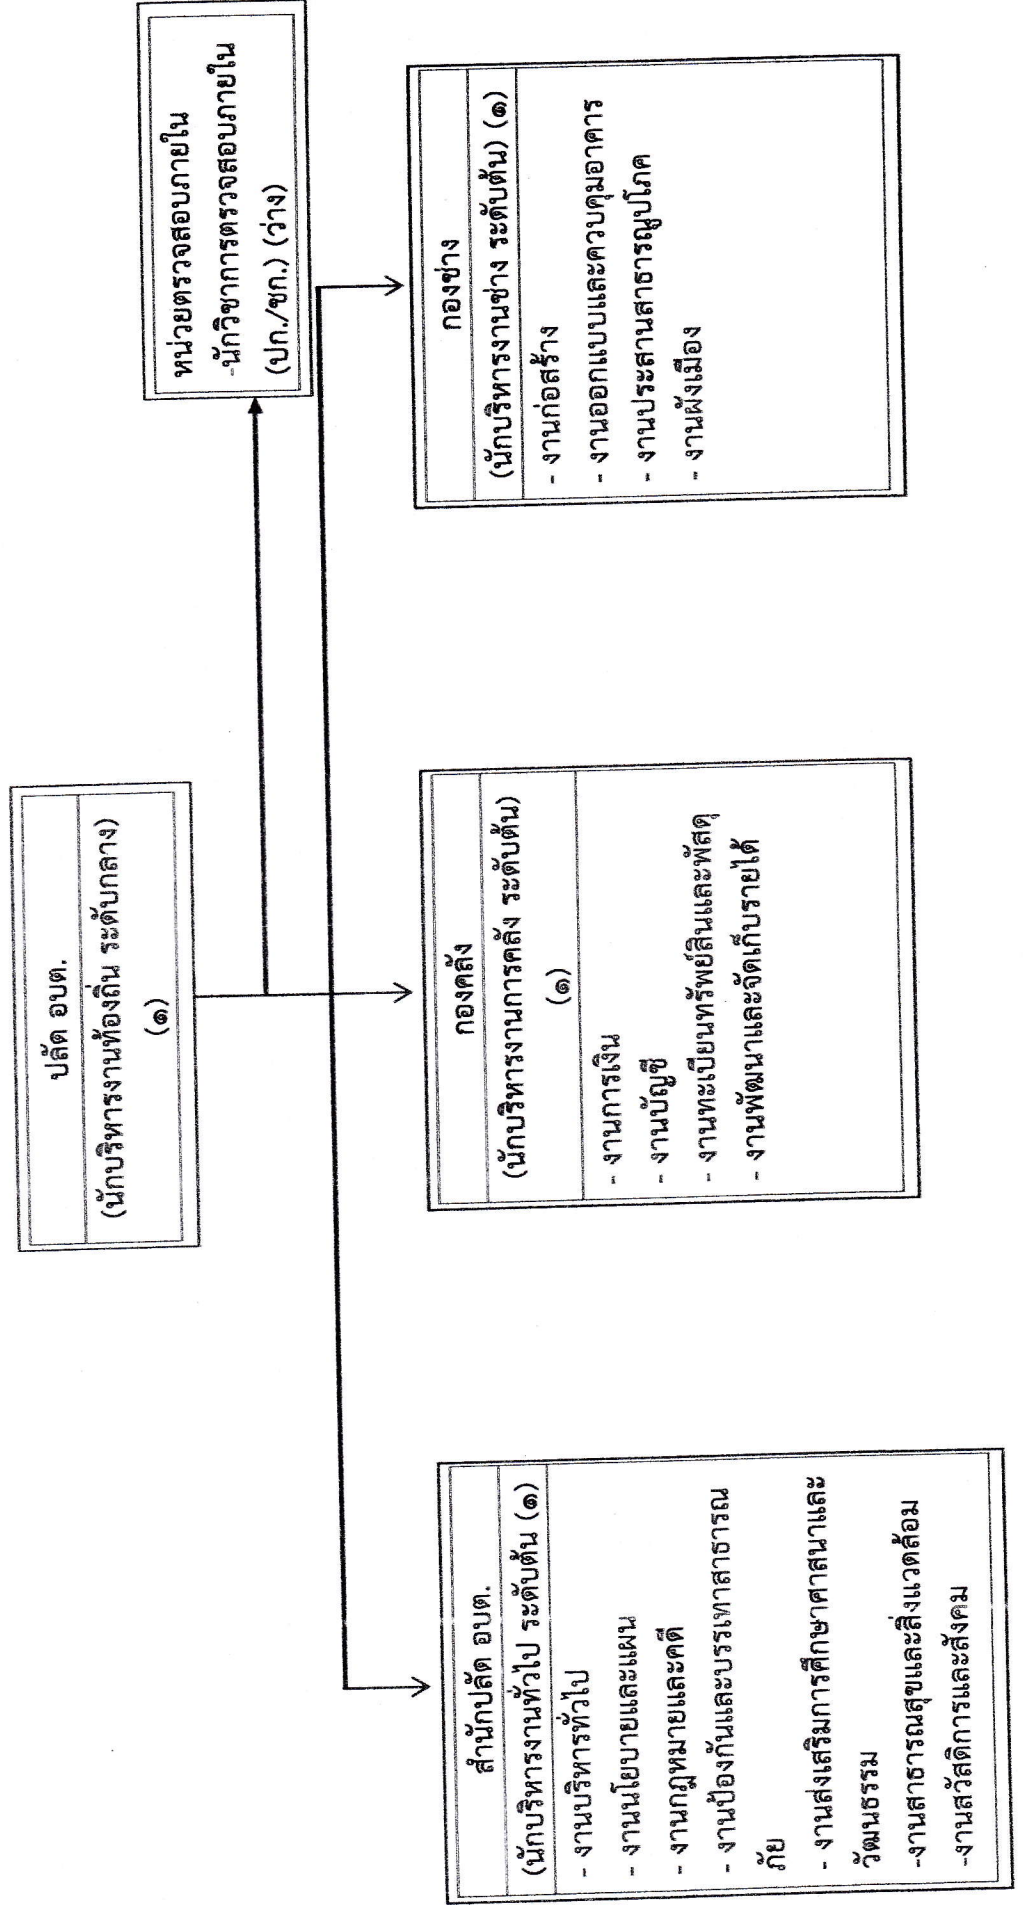 ปลัด อบต.
(นักบริหารงานท้องถิ่น ระดับกลาง)
(๑)
หน่วยตรวจสอบภายใน
-นักวิชาการตรวจสอบภายใน
(ปก./ชก.) (ว่าง)
สำนักปลัด อบต.
(นักบริหารงานทั่วไป ระดับต้น (๑)
- งานบริหารทั่วไป
- งานนโยบายและแผน
- งานกฎหมายและคดี
- งานป้องกันและบรรเทาสาธารณ
ภัย
- งานส่งเสริมการศึกษาศาสนาและ
วัฒนธรรม
-งานสาธารณสุขและสิ่งแวดล้อม
-งานสวัสดิการและสังคม
กองคลัง
(นักบริหารงานการคลัง ระดับต้น)
(๑)
- งานการเงิน
- งานบัญชี
- งานทะเบียนทรัพย์สินและพัสดุ
- งานพัฒนาและจัดเก็บรายได้
กองช่าง
(นักบริหารงานช่าง ระดับต้น) (๑)
- งานก่อสร้าง
- งานออกแบบและควบคุมอาคาร
- งานประสานสาธารณูปโภค
- งานผังเมือง